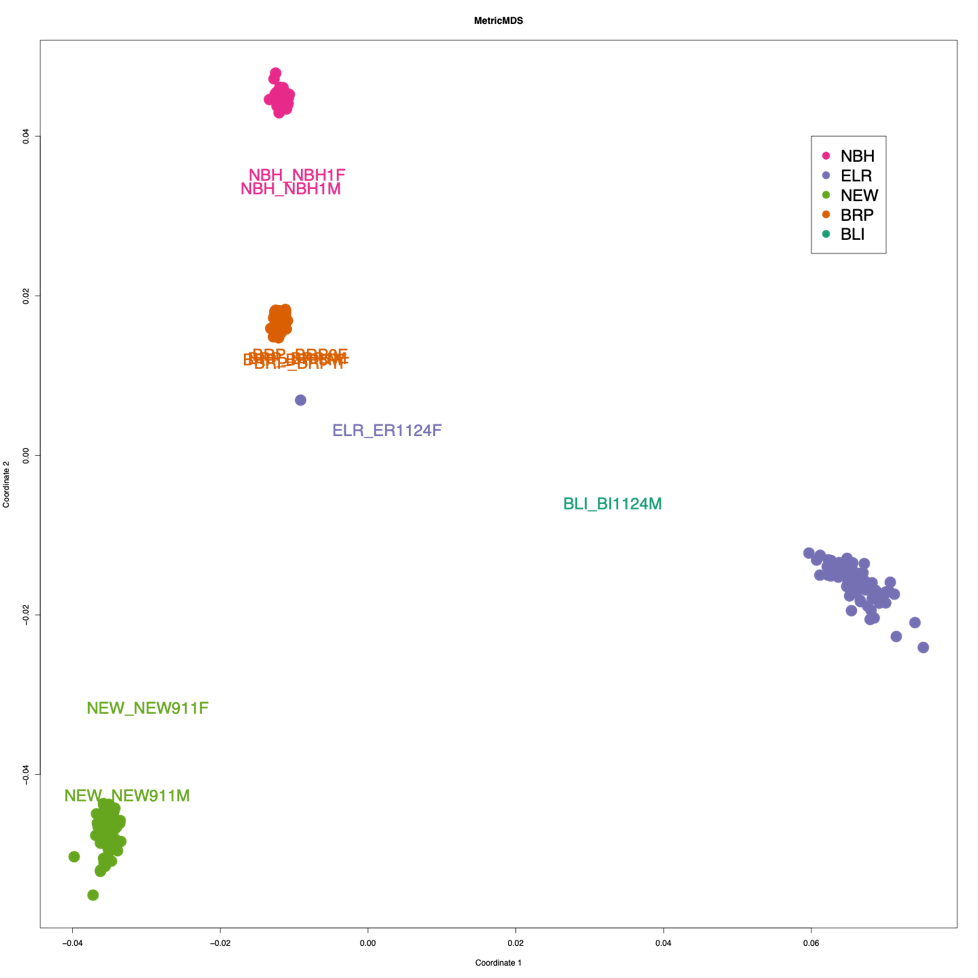 MetricMDS
NBH_NBH1F
NBH_NBH1M
NBH
ELR
NEW
BRP
BLI
ELR_ER1124F
BLI_BI1124M
NEW_NEW911F
NEW_NEW911M
Coordinate 2
0.04
0.02
0.00
−0.02
−0.04
−0.04
−0.02
0.00
0.02
0.04
0.06
Coordinate 1